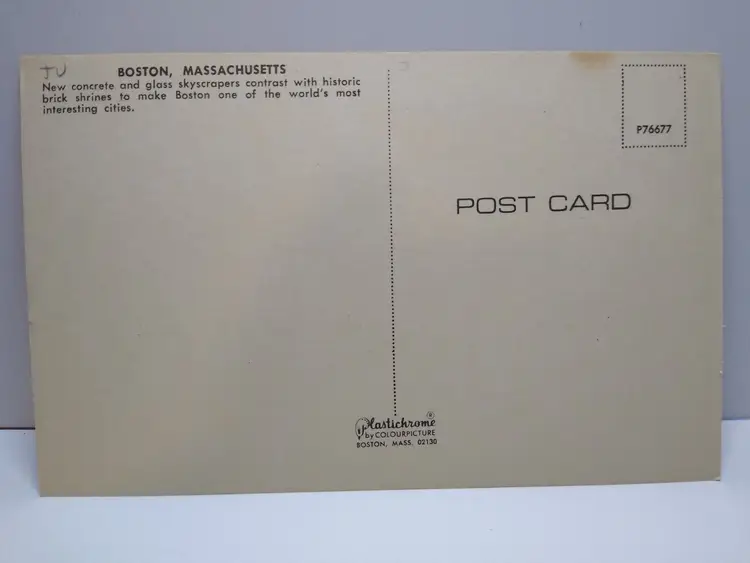 JU
BOSTON, MASSACHUSETTS
New concrete and glass skyscrapers contrast with historic
brick shrines to make Boston one of the world's most
interesting cities.
P76677
POST CARD
Plastichrome ®
by COLOURPICTURE
BOSTON, MASS. 02130